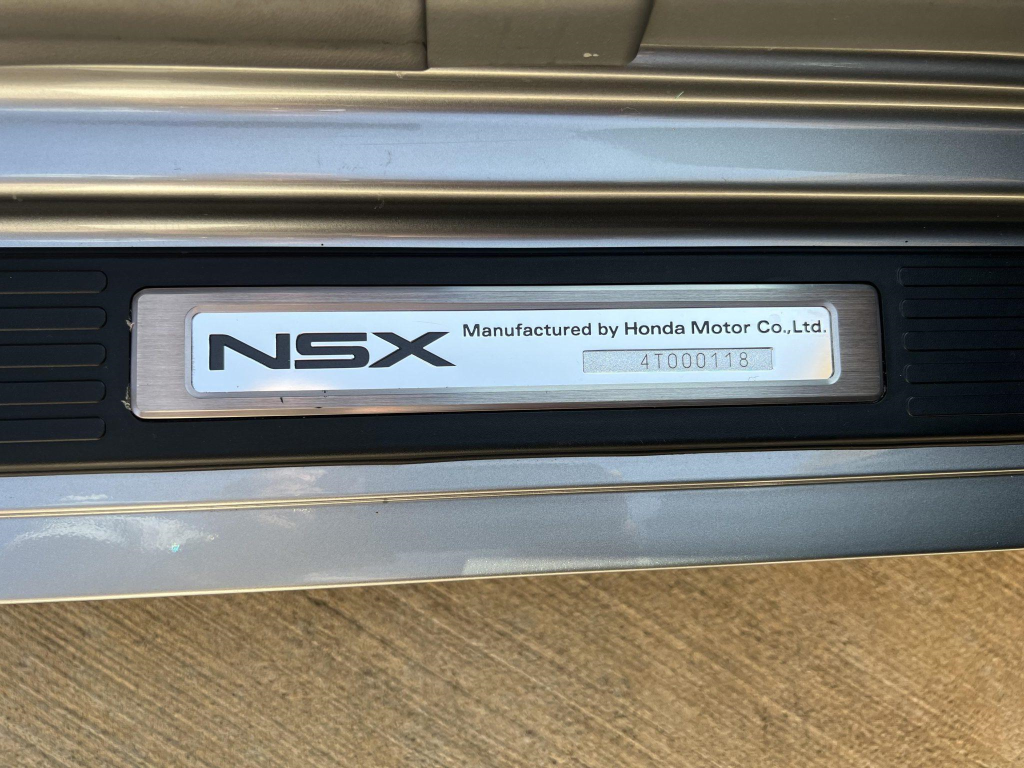 NSX
Manufactured by Honda Motor Co.,Ltd.
4T000118